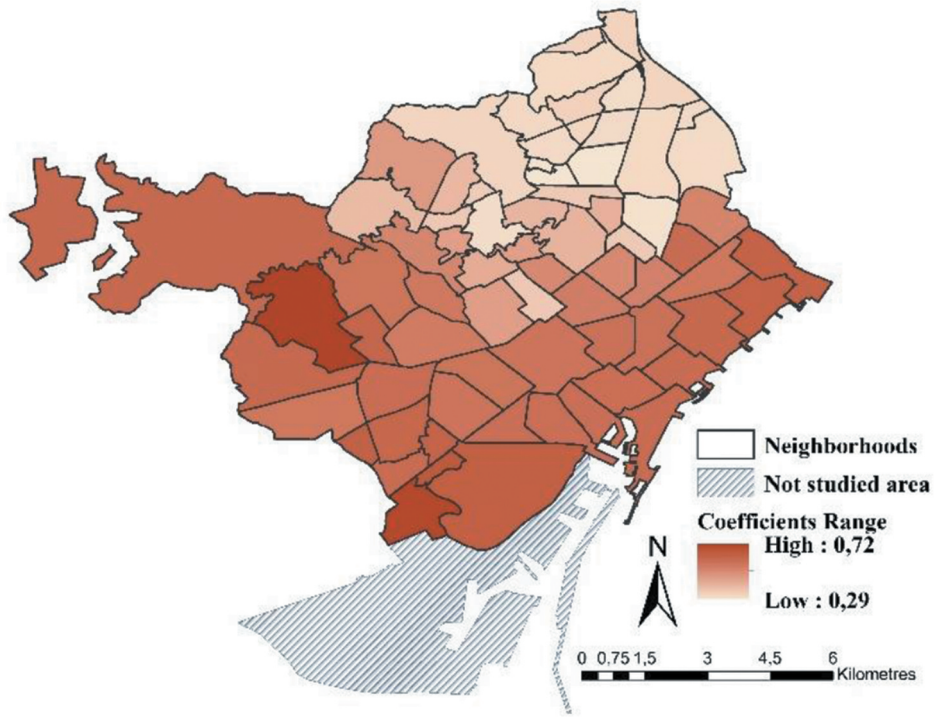 Neighborhoods
Not studied area
Coefficients Range
High : 0,72
Low : 0,29
N
0 0,75 1,5 3 4,5 6
Kilometres